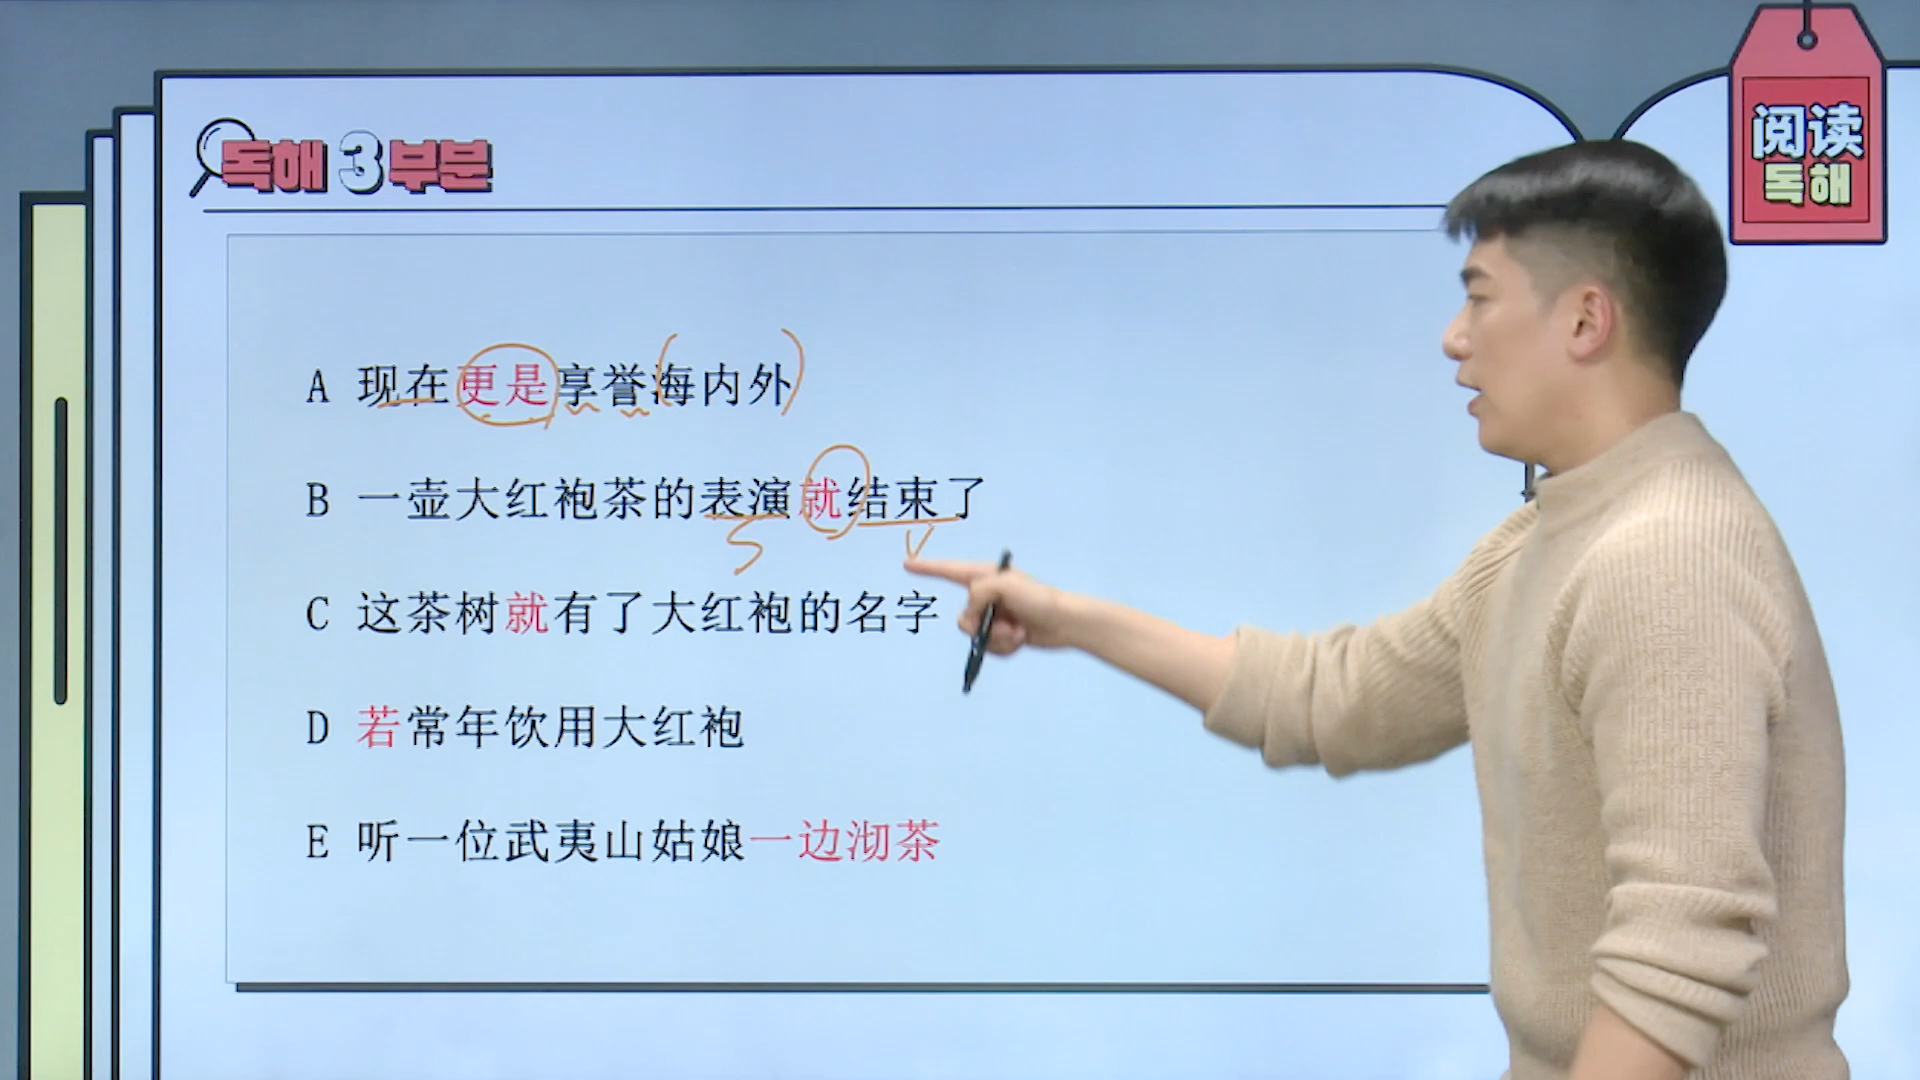 독해 3 부분
阅读
독해
A 现在更是享誉海内外
B 一壶大红袍茶的表演就结束了
S V
C 这茶树就有了大红袍的名字
D 若常年饮用大红袍
E 听一位武夷山姑娘一边沏茶